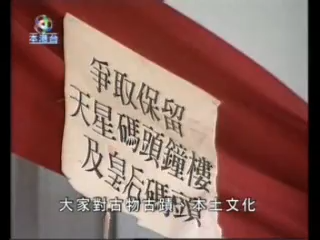 本港台
爭取保留
天星碼頭鐘樓
及皇后碼頭
大家對古物古蹟、本土文化